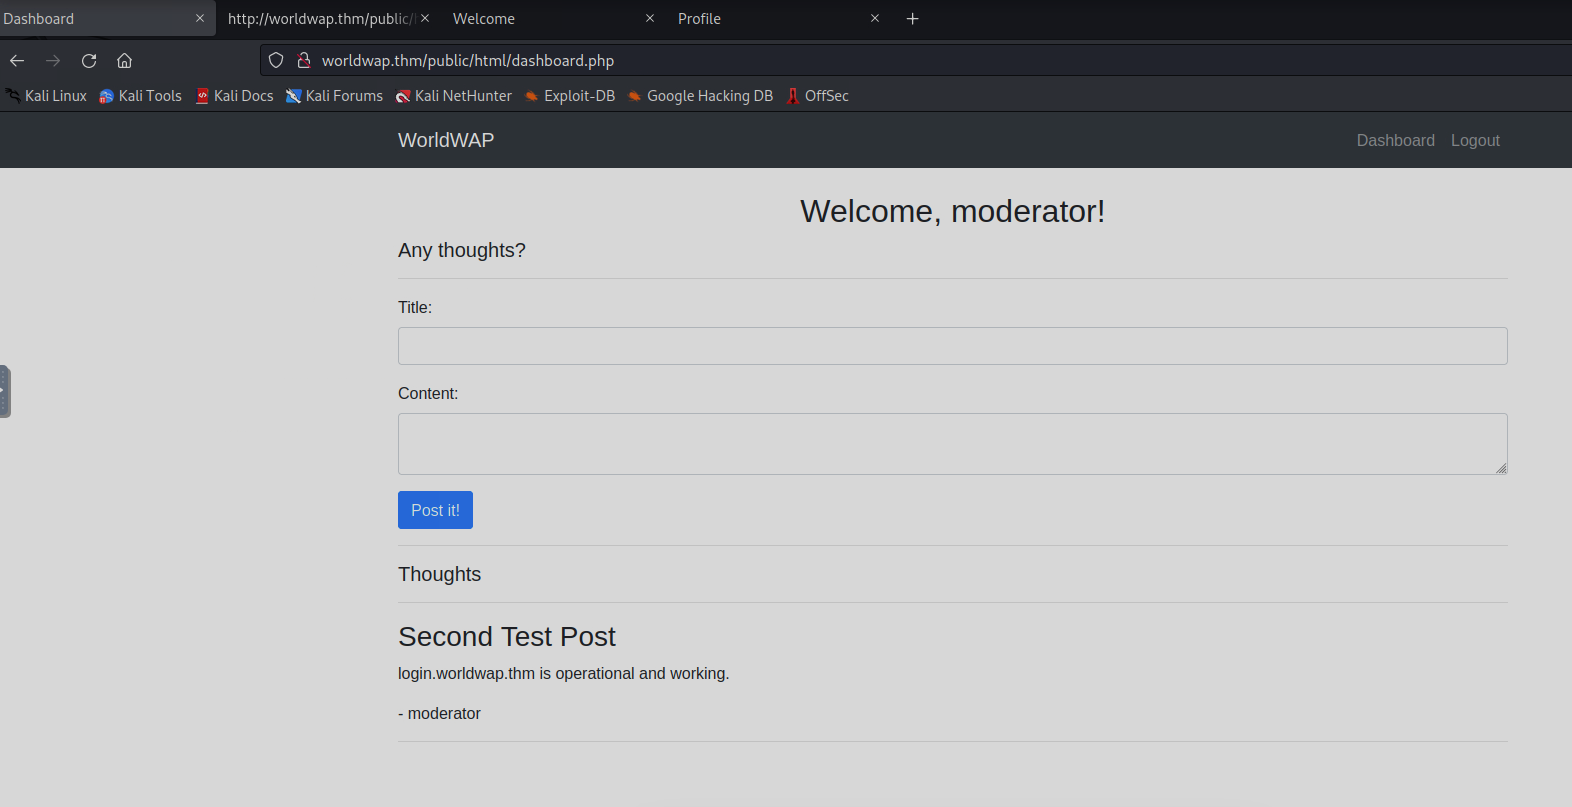 Dashboard http://worldwap.thm/public/ Welcome Profile
worldwap.thm/public/html/dashboard.php
Kali Linux Kali Tools Kali Docs Kali Forums Kali NetHunter Exploit-DB Google Hacking DB OffSec
WorldWAP Dashboard Logout
Welcome, moderator!
Any thoughts?
Title:
Content:
Post it!
Thoughts
Second Test Post
login.worldwap.thm is operational and working.
- moderator